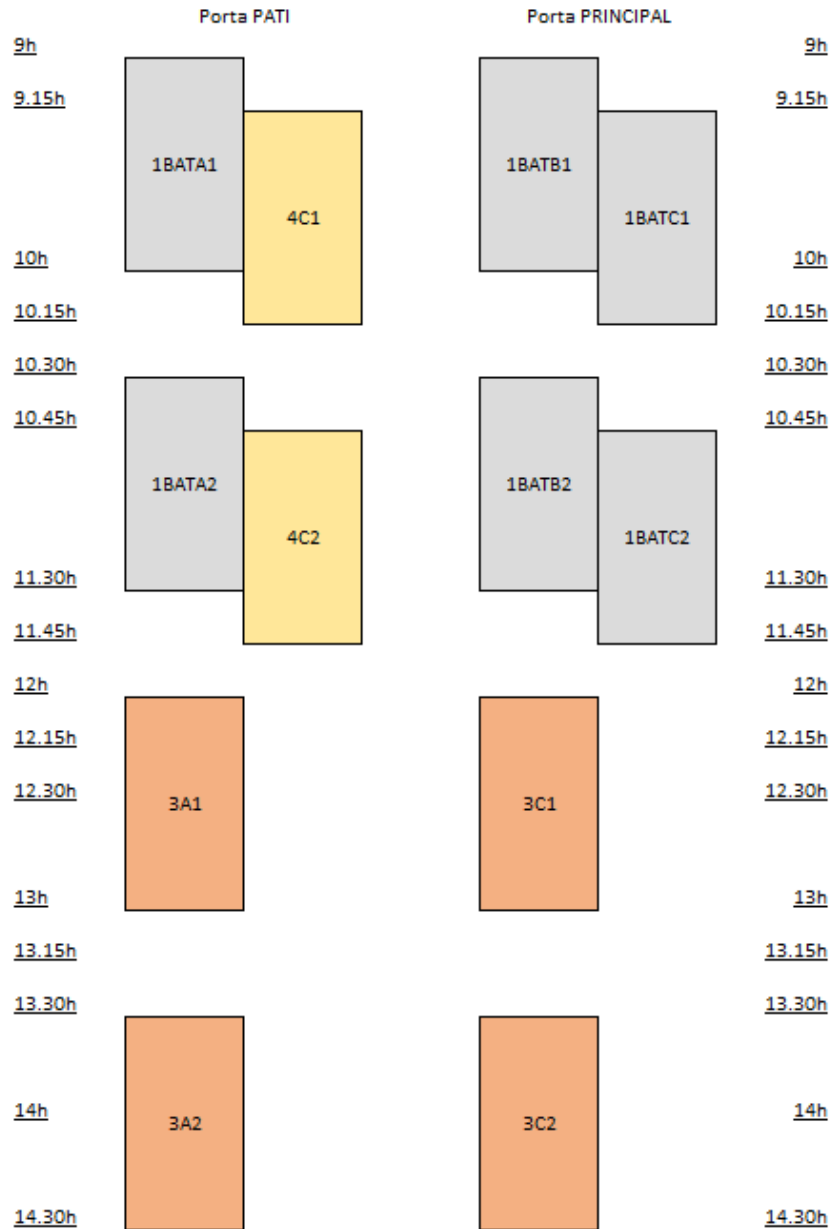 Porta PATI Porta PRINCIPAL
9h 9h
9.15h 9.15h
1BATA1 1BATB1
4C1 1BATC1
10h 10h
10.15h 10.15h
10.30h 10.30h
10.45h 10.45h
1BATA2 1BATB2
4C2 1BATC2
11.30h 11.30h
11.45h 11.45h
12h 12h
12.15h 12.15h
12.30h 12.30h
3A1 3C1
13h 13h
13.15h 13.15h
13.30h 13.30h
14h 14h
3A2 3C2
14.30h 14.30h